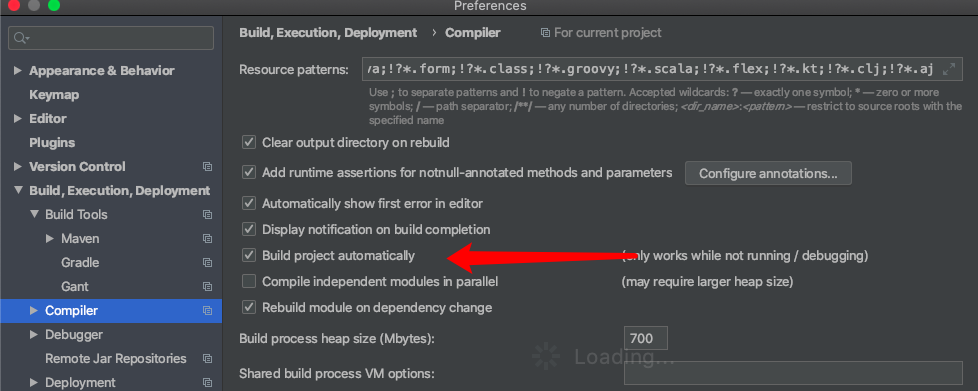 Preferences
Build, Execution, Deployment › Compiler For current project
Appearance & Behavior
Keymap
Editor
Plugins
Version Control
Build, Execution, Deployment
Build Tools
Maven
Gradle
Gant
Compiler
Debugger
Remote Jar Repositories
Deployment
Resource patterns: /a;!?*.form;!?*.class;!?*.groovy;!?*.scala;!?*.flex;!?*.kt;!?*.clj;!?*.aj
Use ; to separate patterns and ! to negate a pattern. Accepted wildcards: ? — exactly one symbol; * — zero or more
symbols; / — path separator; /**/ — any number of directories; <dir_name>:<pattern> — restrict to source roots with the
specified name
Clear output directory on rebuild
Add runtime assertions for notnull-annotated methods and parameters Configure annotations...
Automatically show first error in editor
Display notification on build completion
Build project automatically (only works while not running / debugging)
Compile independent modules in parallel (may require larger heap size)
Rebuild module on dependency change
Build process heap size (Mbytes): 700
Loading...
Shared build process VM options: